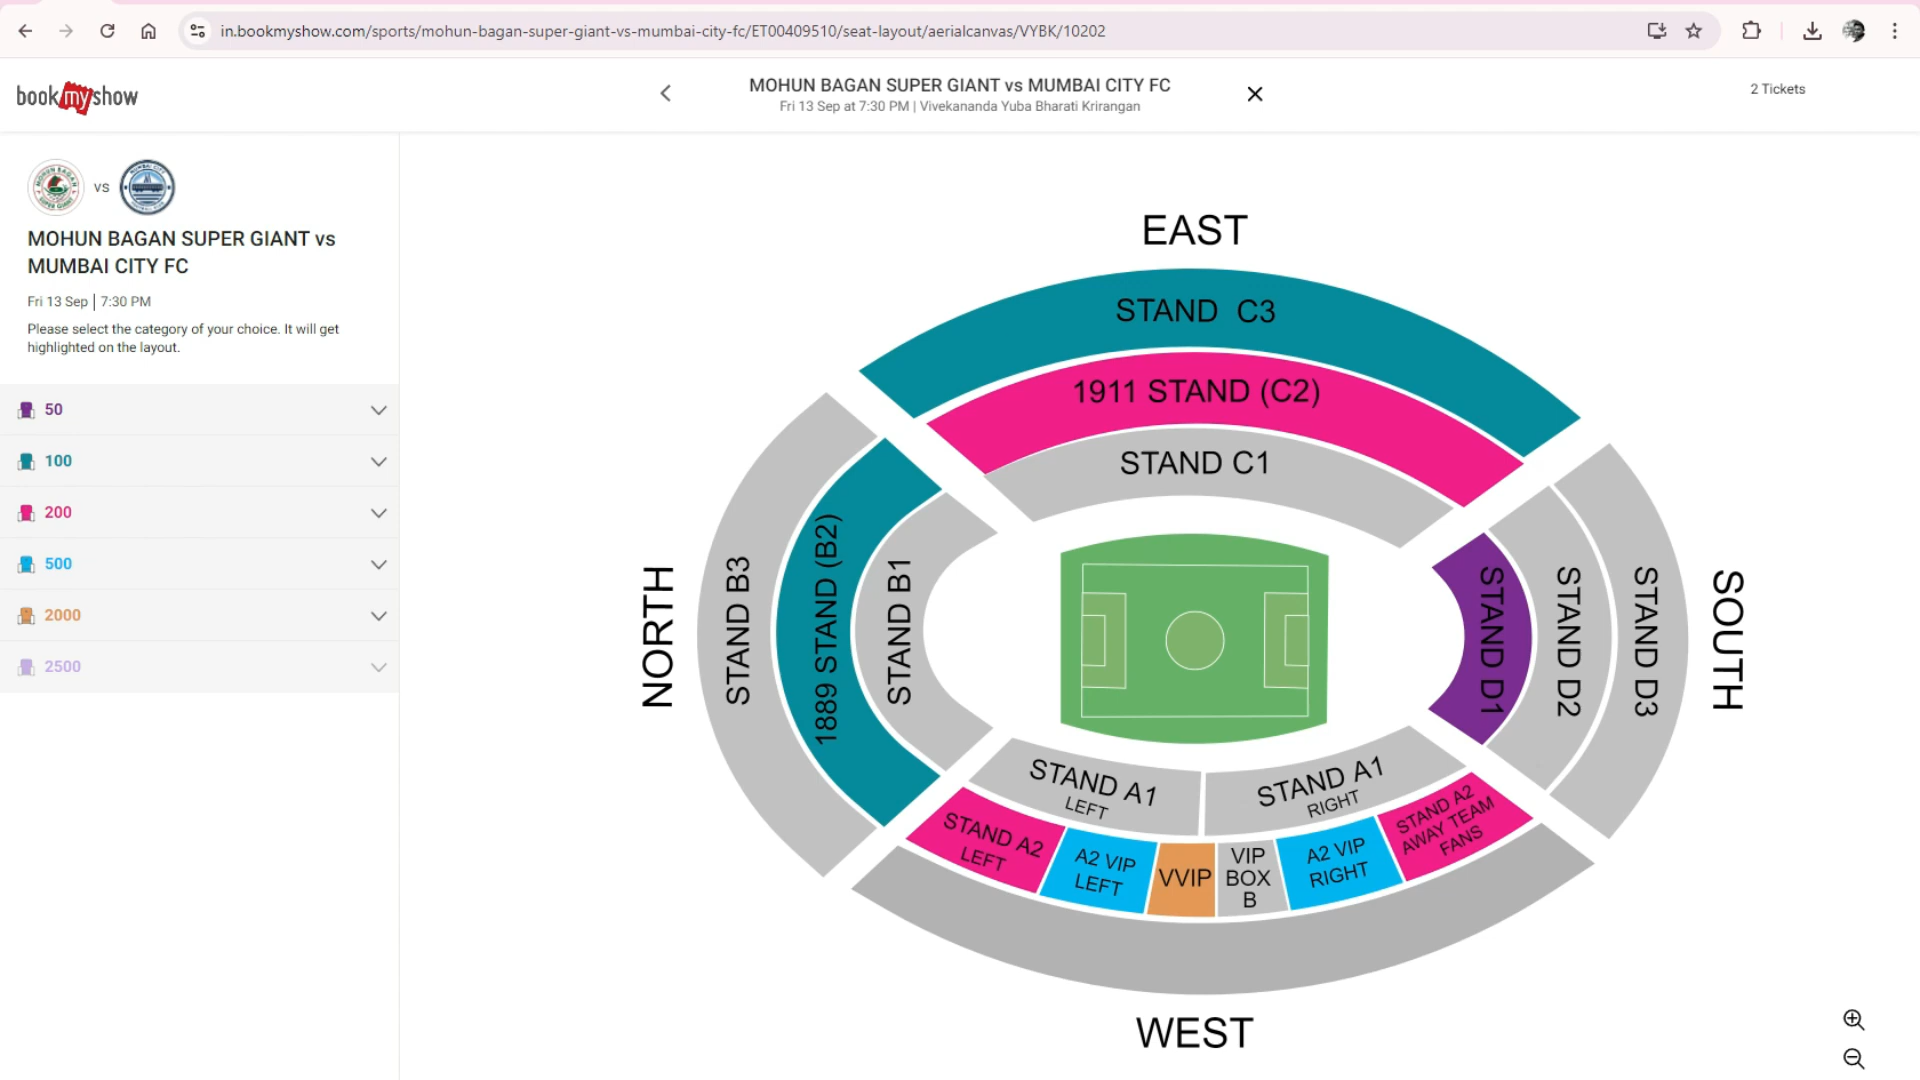 in.bookmyshow.com/sports/mohun-bagan-super-giant-vs-mumbai-city-fc/ET00409510/seat-layout/aerialcanvas/VYBK/10202
book my show
MOHUN BAGAN SUPER GIANT vs MUMBAI CITY FC
Fri 13 Sep at 7:30 PM | Vivekananda Yuba Bharati Krirangan
2 Tickets
vs
MOHUN BAGAN SUPER GIANT vs
MUMBAI CITY FC
Fri 13 Sep | 7:30 PM
Please select the category of your choice. It will get
highlighted on the layout.
50
100
200
500
2000
2500
EAST
STAND C3
1911 STAND (C2)
STAND C1
NORTH
STAND B3
1889 STAND (B2)
STAND B1
STAND D1
STAND D2
STAND D3
SOUTH
STAND A1
LEFT
STAND A1
RIGHT
STAND A2
LEFT
A2 VIP
LEFT
VVIP
VIP
BOX
B
A2 VIP
RIGHT
STAND A2
AWAY TEAM
FANS
WEST